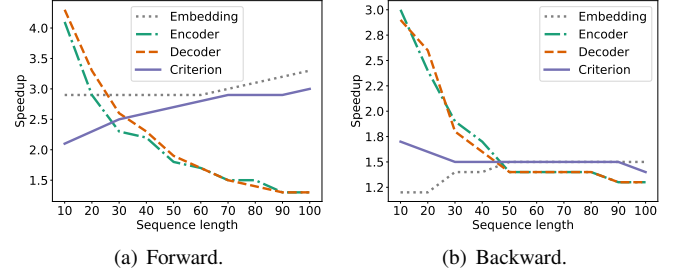 Embedding
Encoder
Decoder
Criterion
4.0
3.5
3.0
2.5
2.0
1.5
Speedup
10 20 30 40 50 60 70 80 90 100
Sequence length
(a) Forward.
Embedding
Encoder
Decoder
Criterion
3.0
2.8
2.5
2.2
2.0
1.8
1.5
1.2
Speedup
10 20 30 40 50 60 70 80 90 100
Sequence length
(b) Backward.